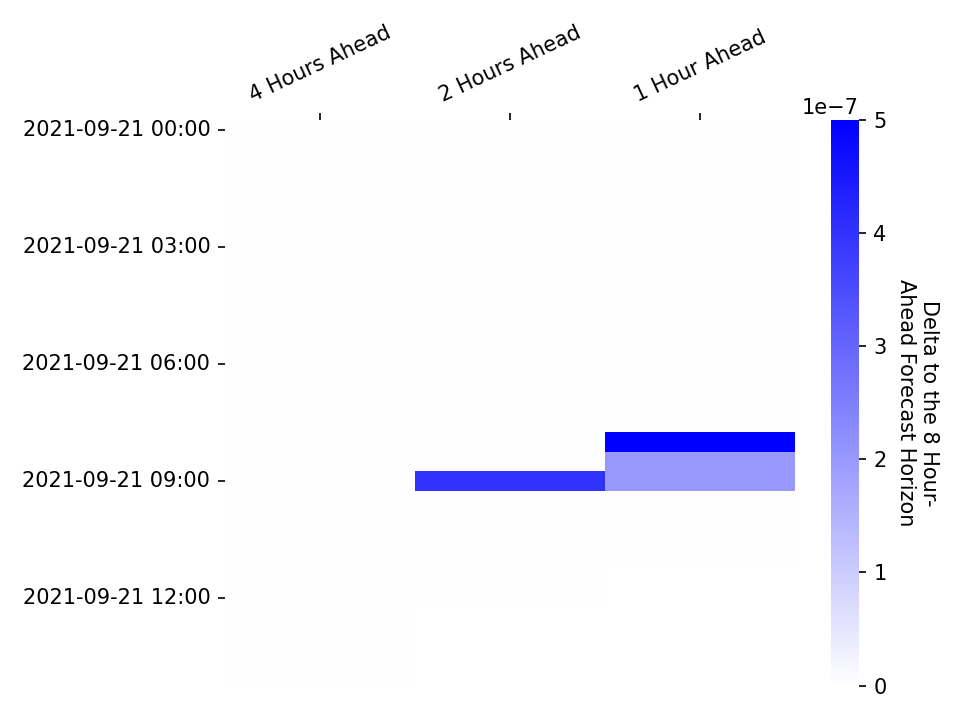 4 Hours Ahead
2 Hours Ahead
1 Hour Ahead
1e−7
2021-09-21 00:00
2021-09-21 03:00
2021-09-21 06:00
2021-09-21 09:00
2021-09-21 12:00
5
4
3
2
1
0
Delta to the 8 Hour-
Ahead Forecast Horizon